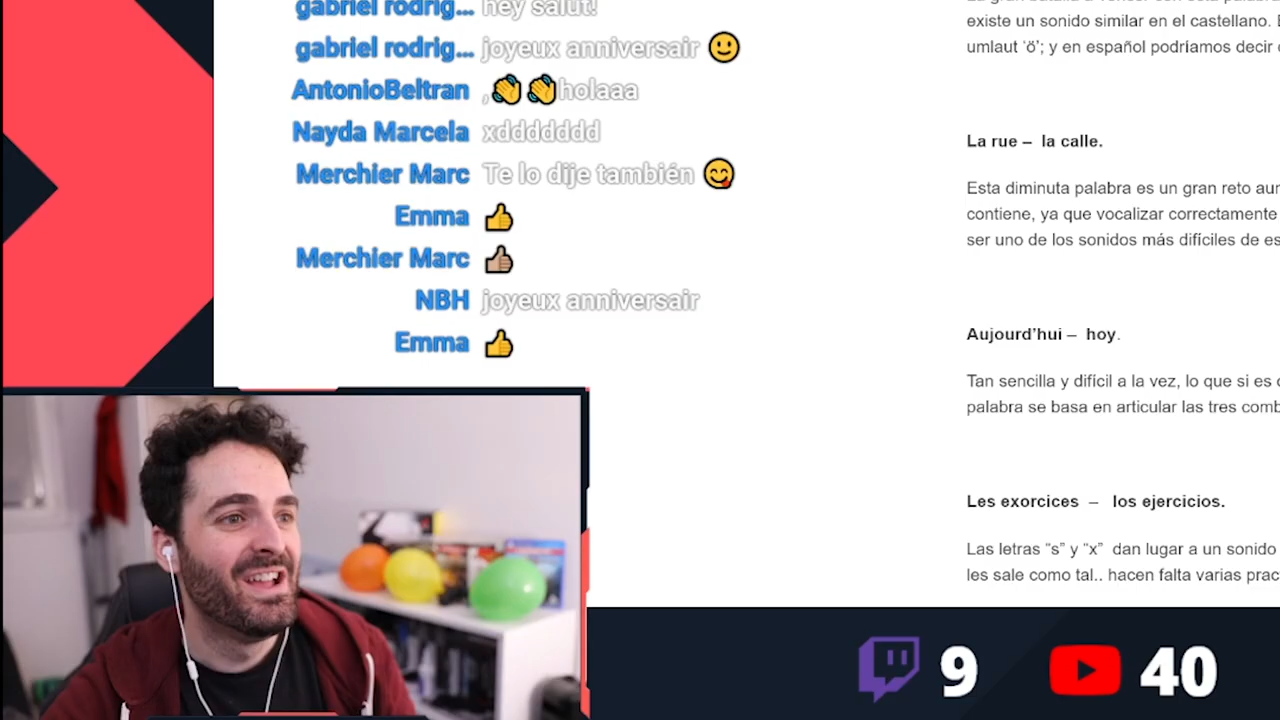 gabriel rodrig... hey salut!
gabriel rodrig... joyeux anniversair
AntonioBeltran , holaaa
Nayda Marcela xddddddd
Merchier Marc Te lo dije también
Emma
Merchier Marc
NBH joyeux anniversair
Emma
existe un sonido similar en el castellano.
umlaut ‘ö’; y en español podríamos decir
La rue – la calle.
Esta diminuta palabra es un gran reto
contiene, ya que vocalizar correctamente
ser uno de los sonidos más difíciles de
Aujourd’hui – hoy.
Tan sencilla y difícil a la vez, lo que si es
palabra se basa en articular las tres
Les exorcices – los ejercicios.
Las letras “s” y “x” dan lugar a un sonido
les sale como tal.. hacen falta varias
9
40